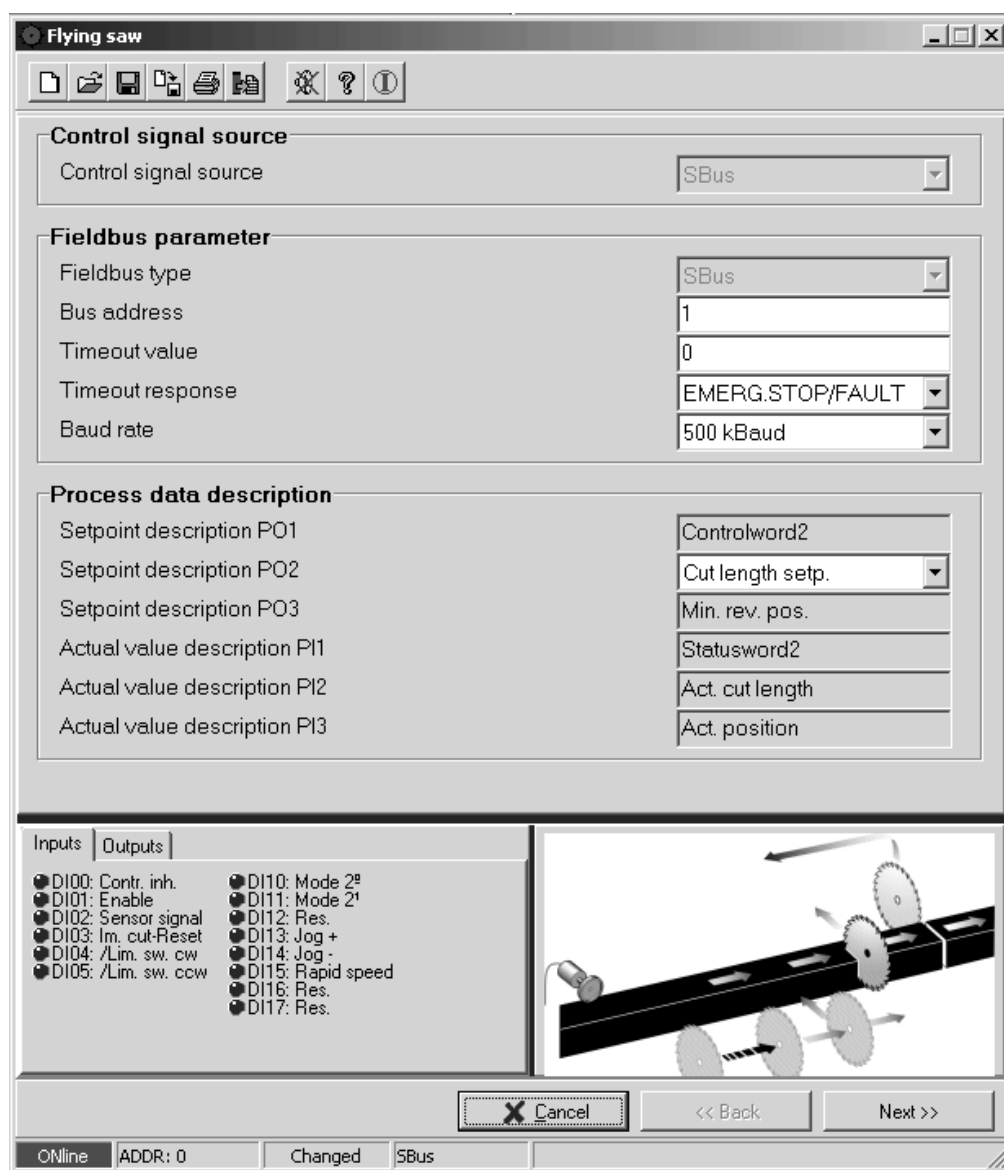 Flying saw
Control signal source
Control signal source SBus
Fieldbus parameter
Fieldbus type SBus
Bus address 1
Timeout value 0
Timeout response EMERG.STOP/FAULT
Baud rate 500 kBaud
Process data description
Setpoint description PO1 Controlword2
Setpoint description PO2 Cut length setp.
Setpoint description PO3 Min. rev. pos.
Actual value description PI1 Statusword2
Actual value description PI2 Act. cut length
Actual value description PI3 Act. position
Inputs Outputs
DI00: Contr. inh. DI10: Mode 2º
DI01: Enable DI11: Mode 2¹
DI02: Sensor signal DI12: Res.
DI03: Im. cut-Reset DI13: Jog +
DI04: /Lim. sw. cw DI14: Jog -
DI05: /Lim. sw. ccw DI15: Rapid speed
DI16: Res.
DI17: Res.
Cancel << Back Next >>
ONline ADDR: 0 Changed SBus